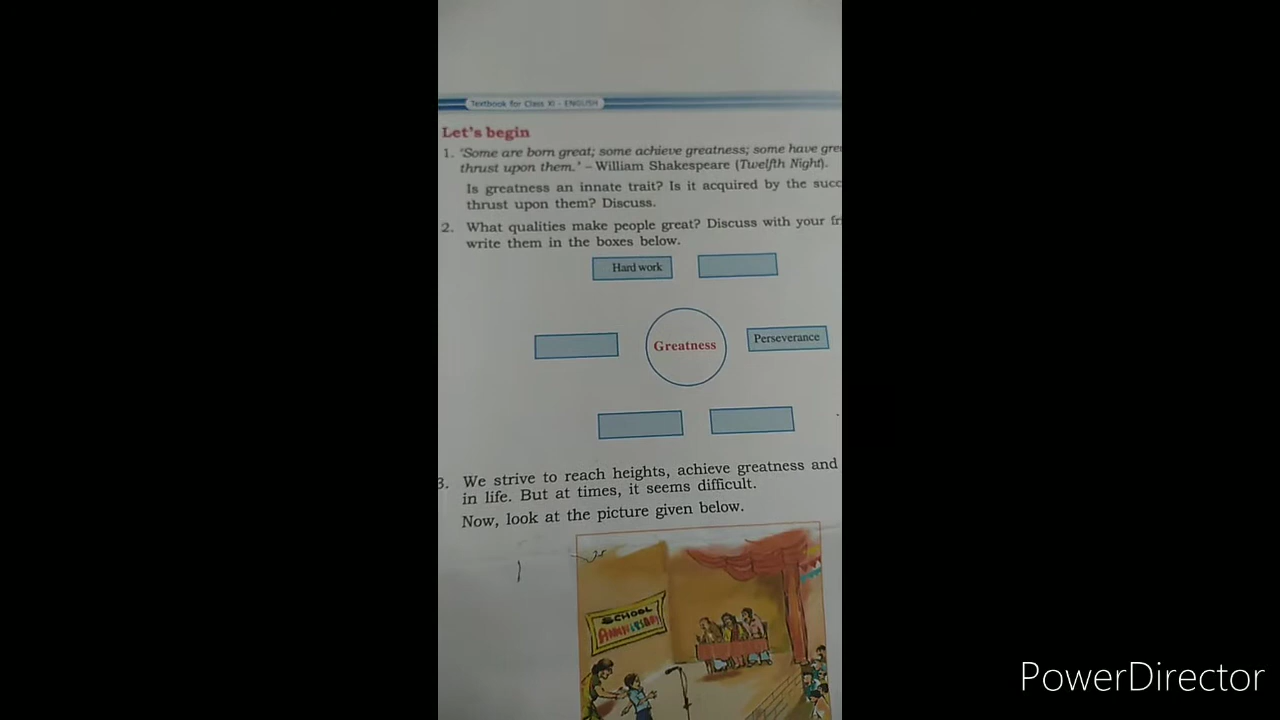 Textbook for Class XI - ENGLISH
Let's begin
1. 'Some are born great; some achieve greatness; some have grea
thrust upon them.' – William Shakespeare (Twelfth Night).
Is greatness an innate trait? Is it acquired by the succ
thrust upon them? Discuss.
2. What qualities make people great? Discuss with your fri
write them in the boxes below.
Hard work
Greatness
Perseverance
3. We strive to reach heights, achieve greatness and
in life. But at times, it seems difficult.
Now, look at the picture given below.
SCHOOL
ANNIVERSARY
PowerDirector